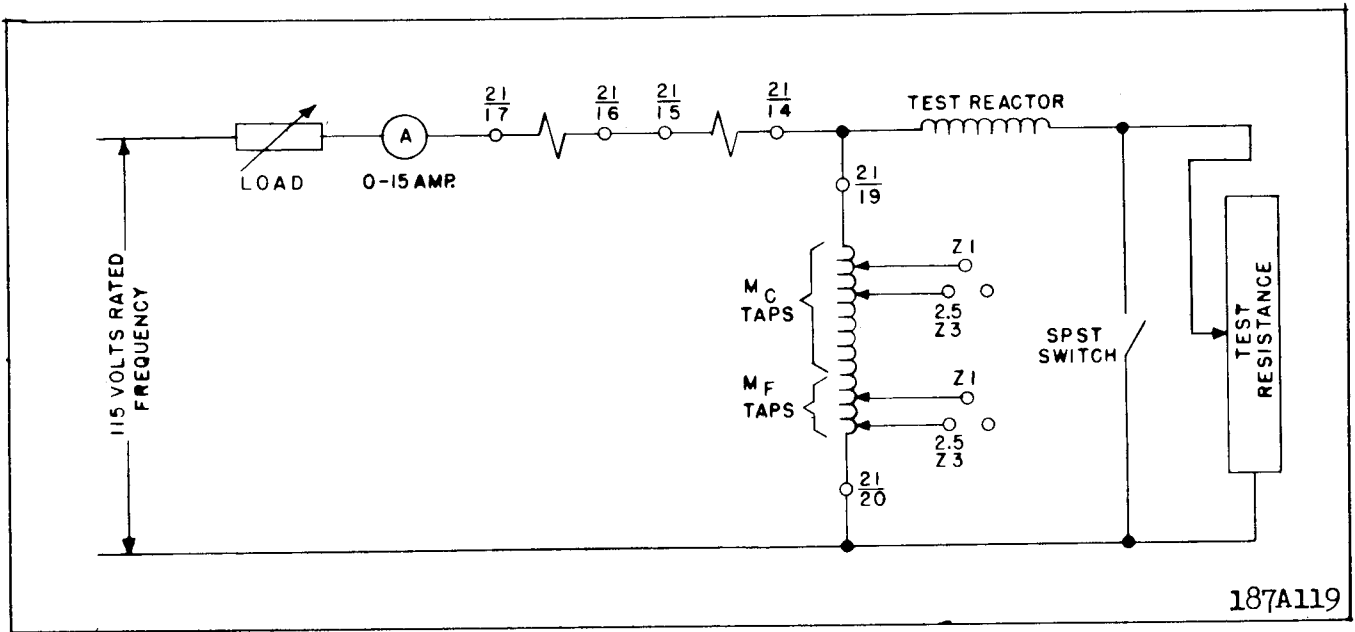 21
17
21
16
21
15
21
14
TEST REACTOR
A
LOAD
0-15 AMP.
21
19
115 VOLTS RATED
FREQUENCY
M C
TAPS
Z1
2.5
Z3
M F
TAPS
Z1
2.5
Z3
SPST
SWITCH
TEST
RESISTANCE
21
20
187A119